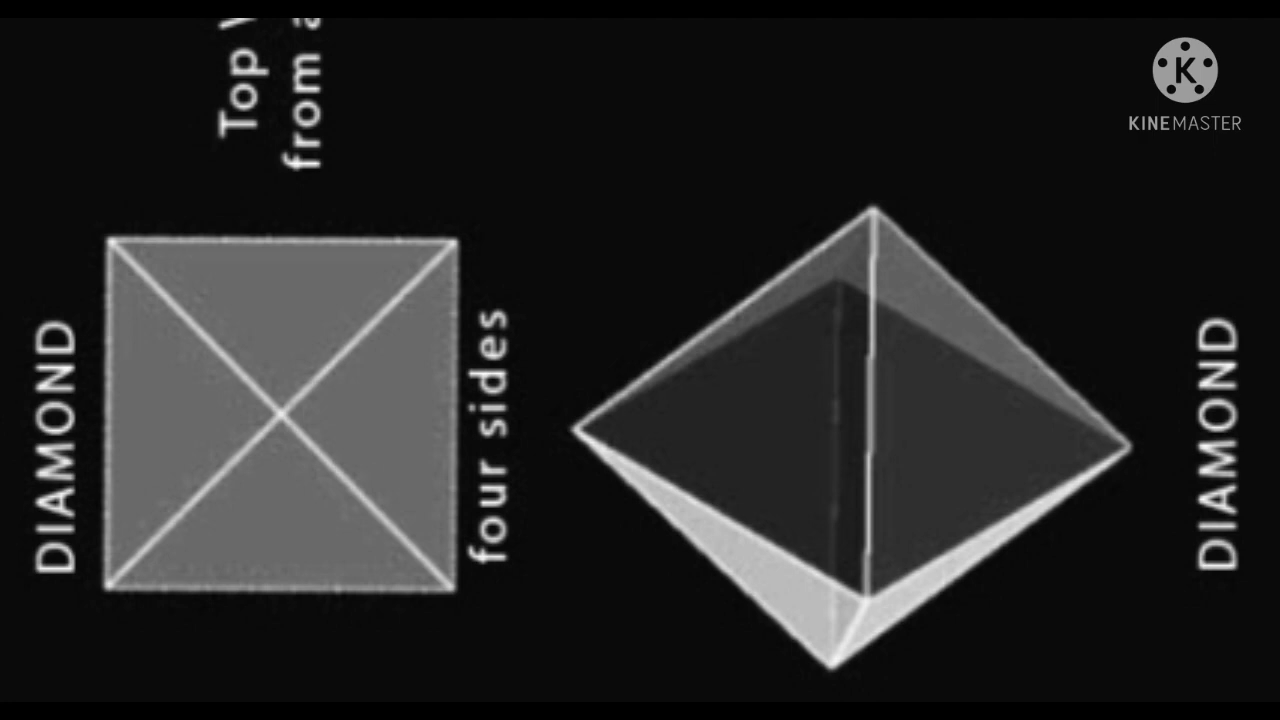 DIAMOND
Top
from
four sides
DIAMOND
KINEMASTER